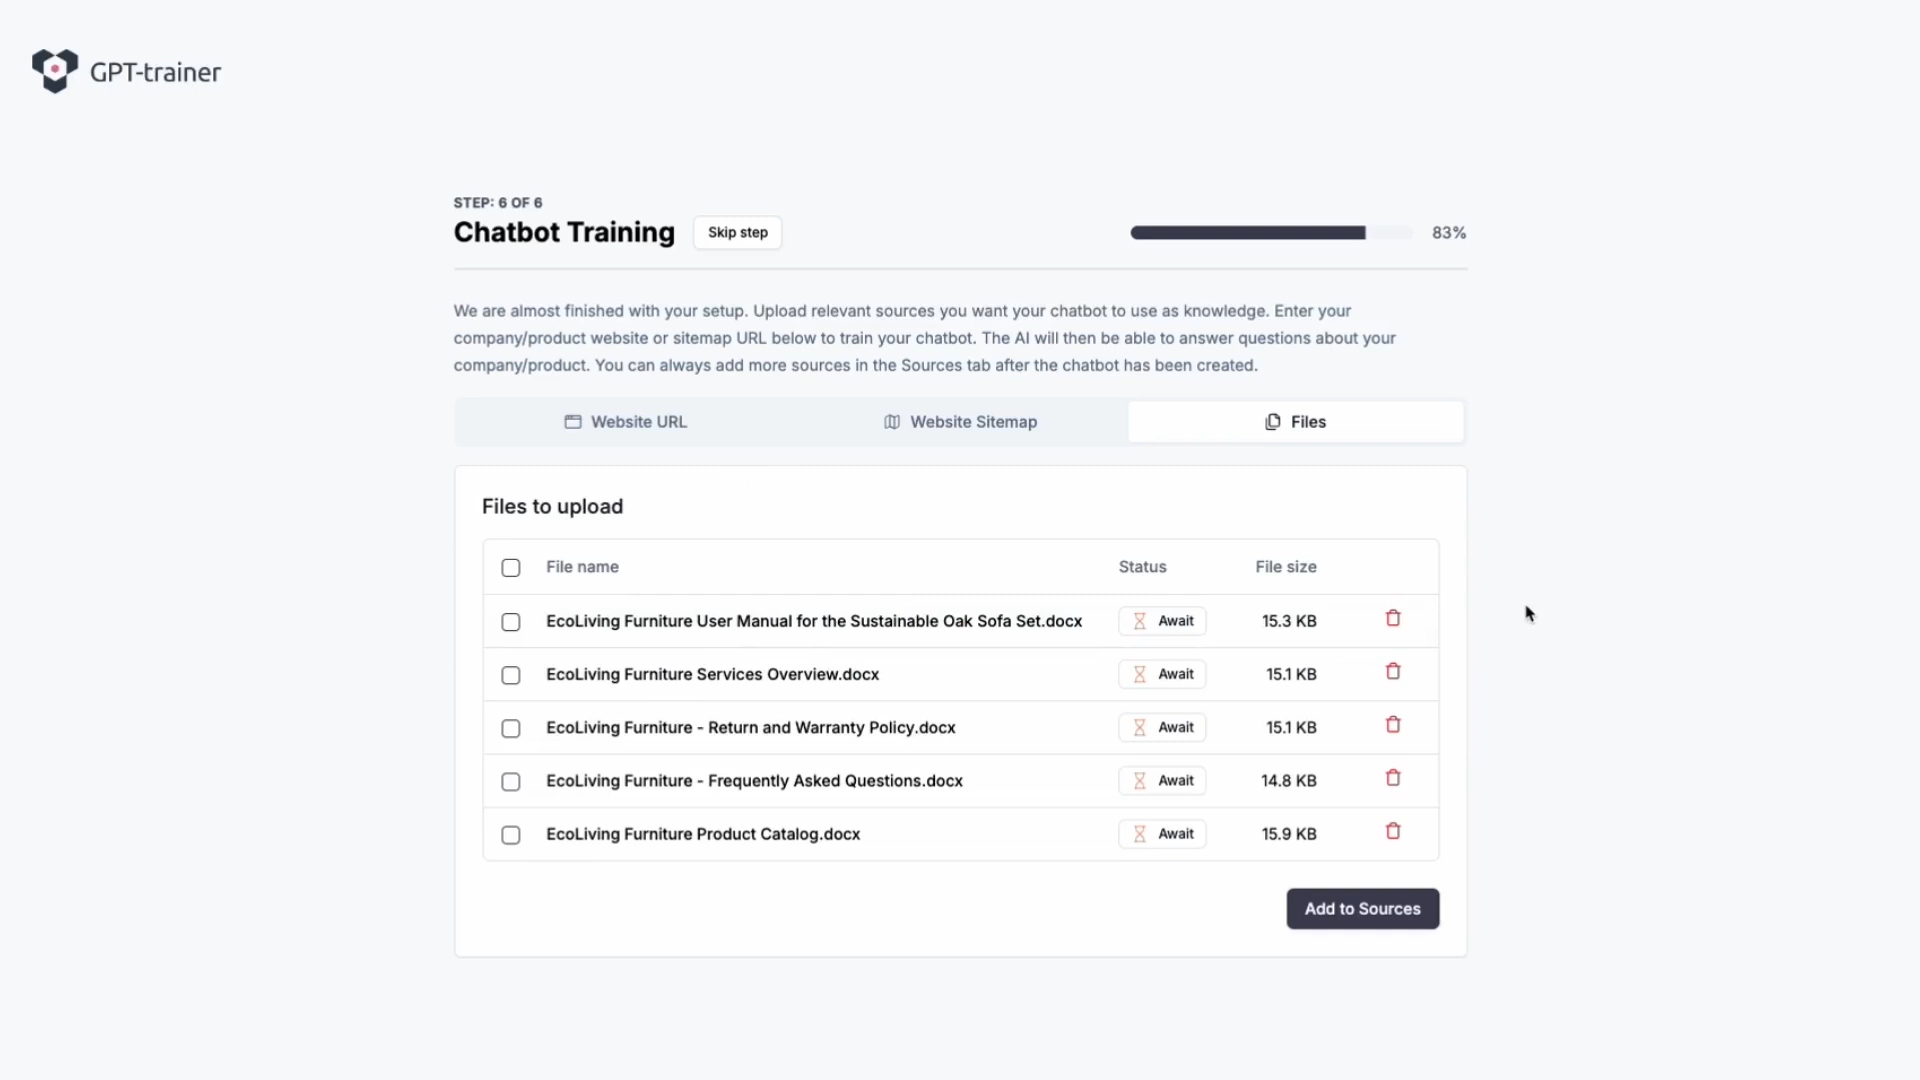 GPT-trainer
STEP: 6 OF 6
Chatbot Training
Skip step
83%
We are almost finished with your setup. Upload relevant sources you want your chatbot to use as knowledge. Enter your
company/product website or sitemap URL below to train your chatbot. The AI will then be able to answer questions about your
company/product. You can always add more sources in the Sources tab after the chatbot has been created.
Website URL
Website Sitemap
Files
Files to upload
File name Status File size
EcoLiving Furniture User Manual for the Sustainable Oak Sofa Set.docx Await 15.3 KB
EcoLiving Furniture Services Overview.docx Await 15.1 KB
EcoLiving Furniture - Return and Warranty Policy.docx Await 15.1 KB
EcoLiving Furniture - Frequently Asked Questions.docx Await 14.8 KB
EcoLiving Furniture Product Catalog.docx Await 15.9 KB
Add to Sources